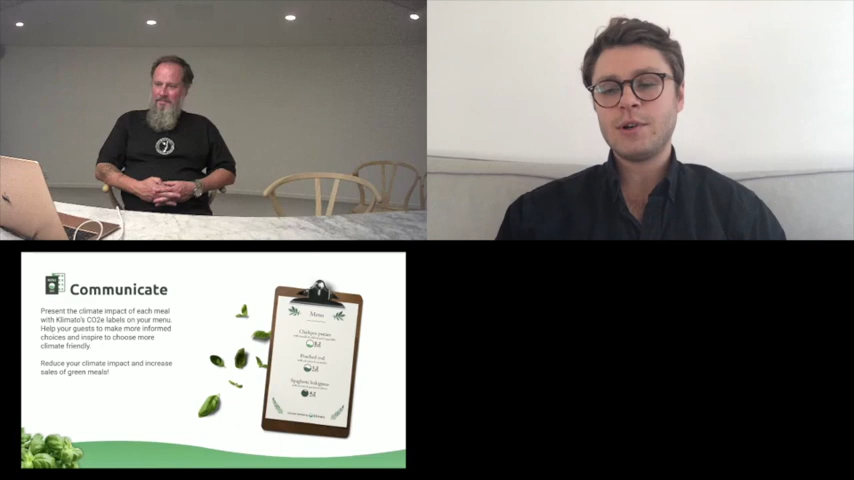 Communicate
Present the climate impact of each meal
with Klimato's CO2e labels on your menu.
Help your guests to make more informed
choices and inspire to choose more
climate friendly.
Reduce your climate impact and increase
sales of green meals!
Menu
Chickpea pasta
Poached cod
Spaghetti bolognese